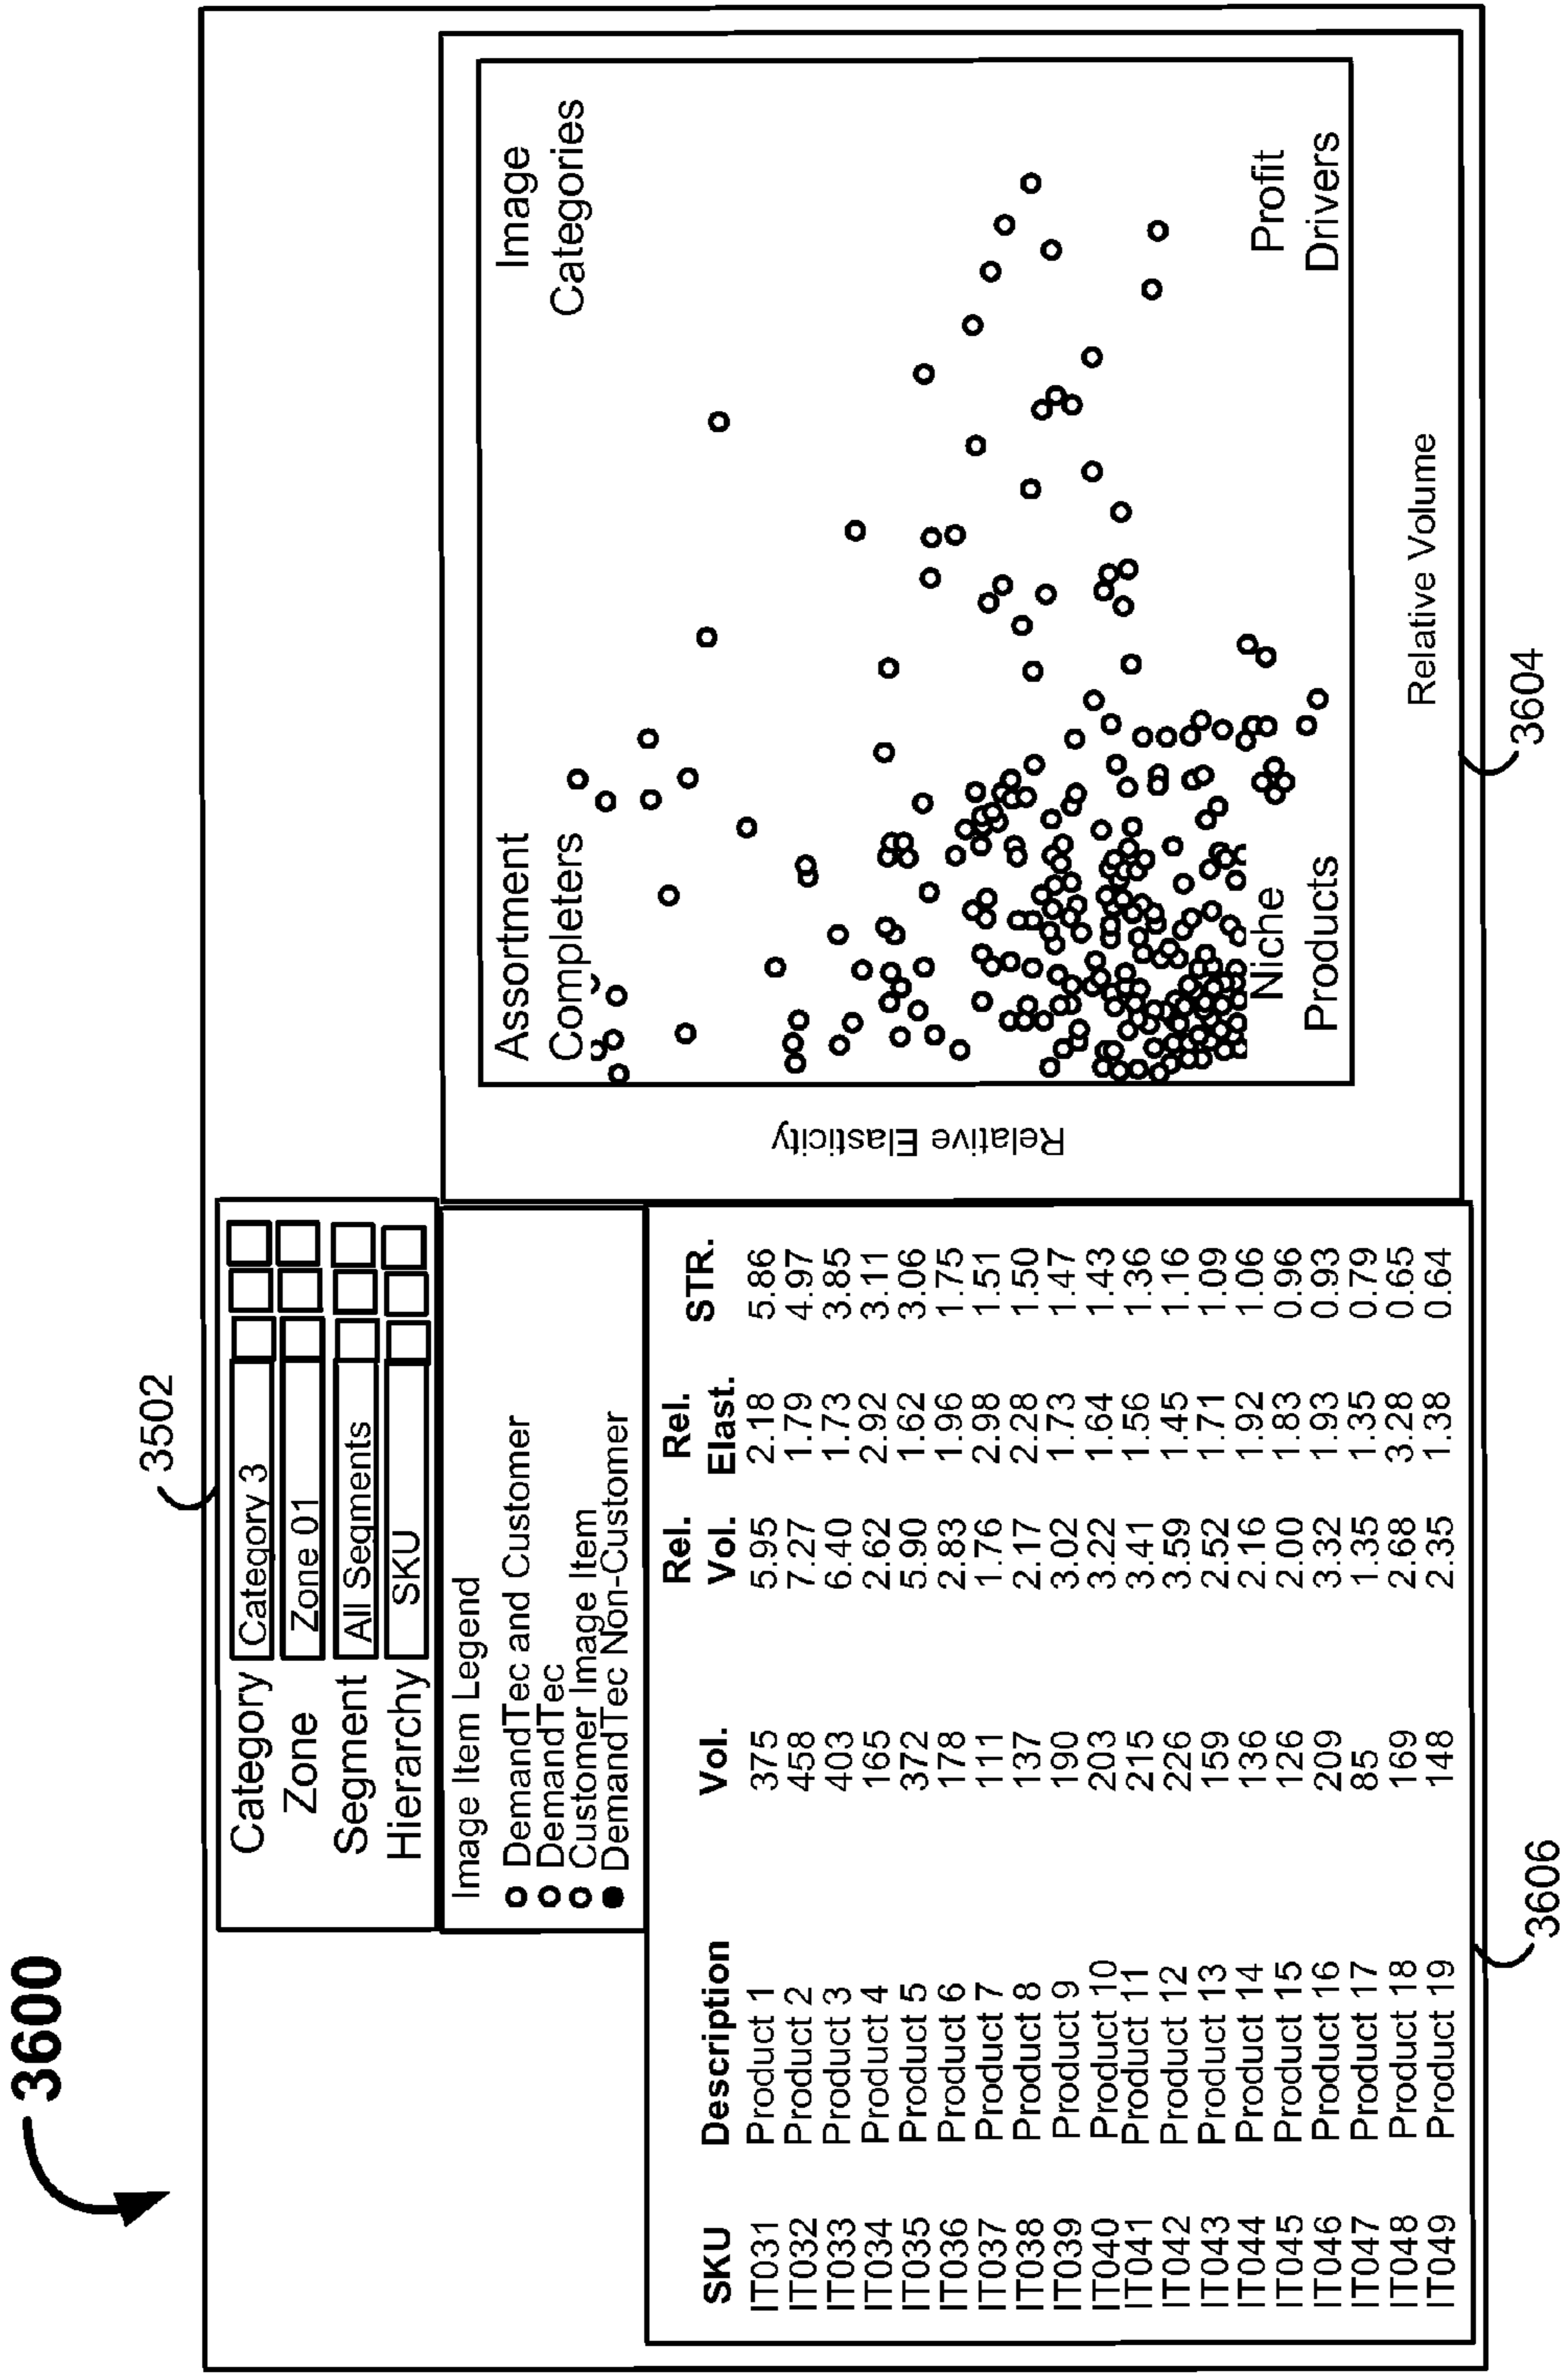 3600
3502
Category Category 3
Zone Zone 01
Segment All Segments
Hierarchy SKU
Image Item Legend
DemandTec and Customer
DemandTec
Customer Image Item
DemandTec Non-Customer
Rel. Rel.
SKU Description Vol. Vol. Elast. STR.
IT031 Product 1 375 5.95 2.18 5.86
IT032 Product 2 458 7.27 1.79 4.97
IT033 Product 3 403 6.40 1.73 3.85
IT034 Product 4 165 2.62 2.92 3.11
IT035 Product 5 372 5.90 1.62 3.06
IT036 Product 6 178 2.83 1.96 1.75
IT037 Product 7 111 1.76 2.98 1.51
IT038 Product 8 137 2.17 2.28 1.50
IT039 Product 9 190 3.02 1.73 1.47
IT040 Product 10 203 3.22 1.64 1.43
IT041 Product 11 215 3.41 1.56 1.36
IT042 Product 12 226 3.59 1.45 1.16
IT043 Product 13 159 2.52 1.71 1.09
IT044 Product 14 136 2.16 1.92 1.06
IT045 Product 15 126 2.00 1.83 0.96
IT046 Product 16 209 3.32 1.93 0.93
IT047 Product 17 85 1.35 1.35 0.79
IT048 Product 18 169 2.68 3.28 0.65
IT049 Product 19 148 2.35 1.38 0.64
3606
Relative Elasticity
Assortment
Completers
Image
Categories
Niche
Products
Profit
Drivers
Relative Volume
3604